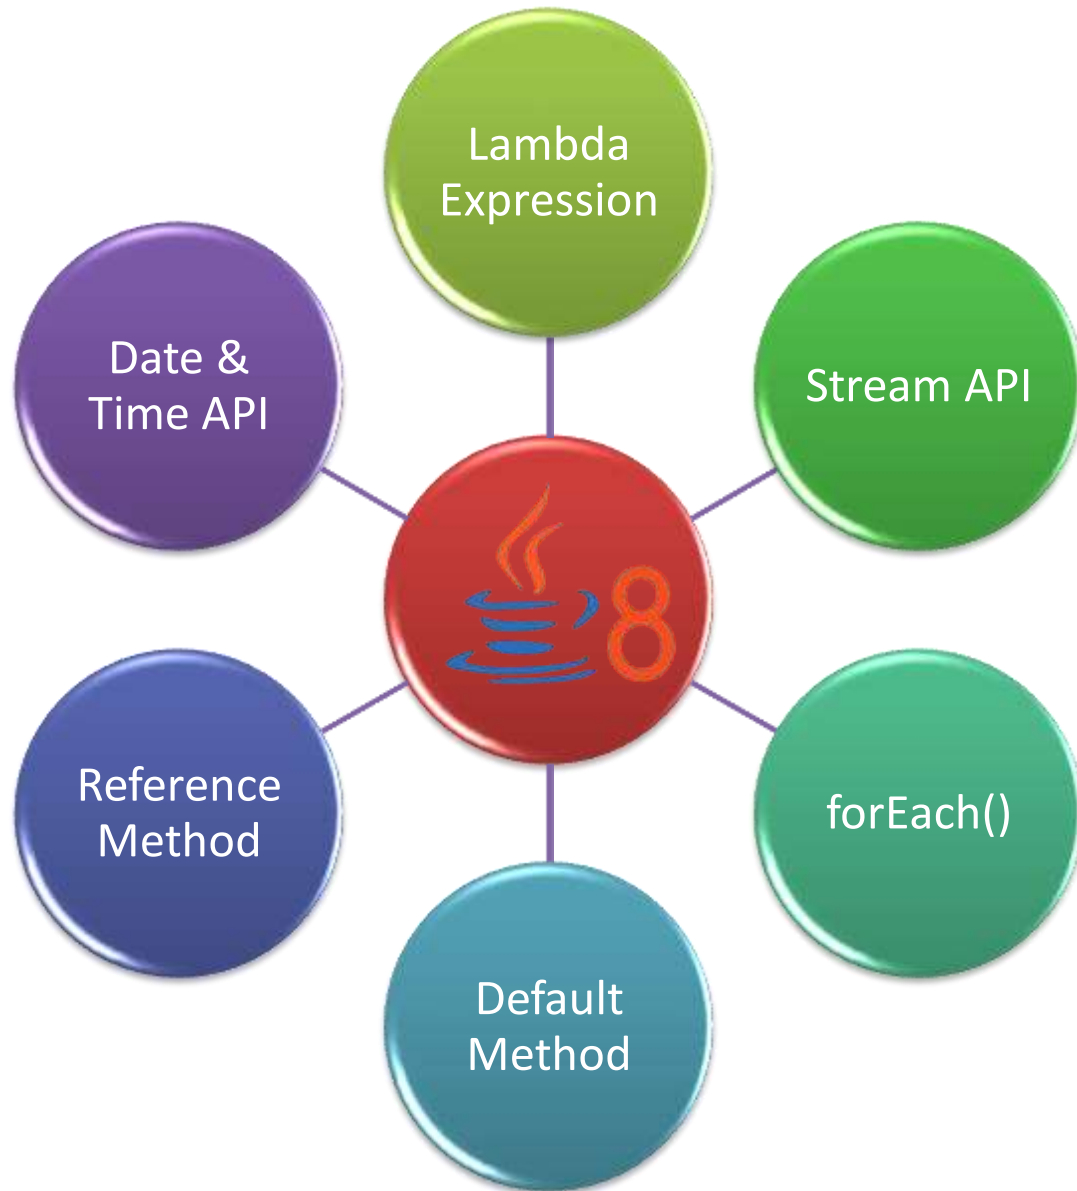 Lambda
Expression
Date &
Time API
Stream API
8
Reference
Method
forEach()
Default
Method